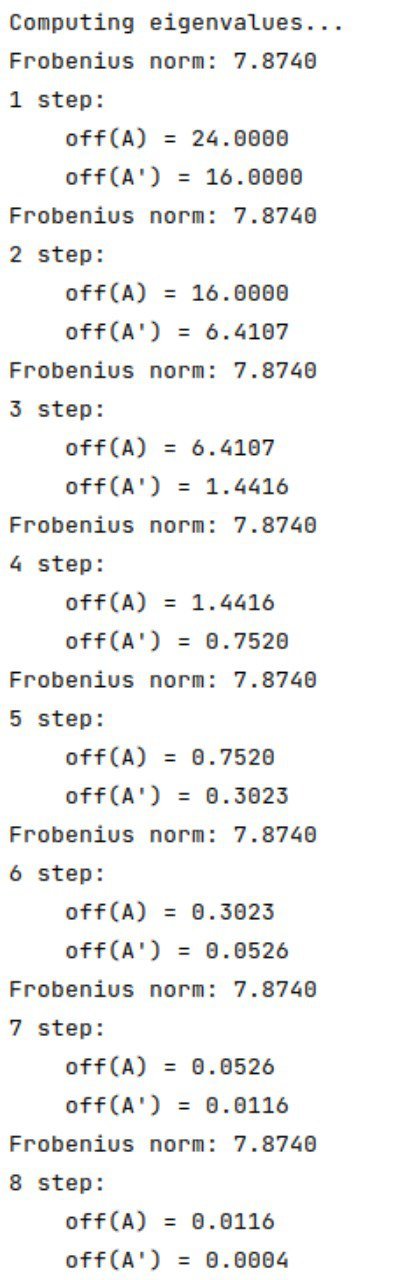 Computing eigenvalues...
Frobenius norm: 7.8740
1 step:
    off(A) = 24.0000
    off(A') = 16.0000
Frobenius norm: 7.8740
2 step:
    off(A) = 16.0000
    off(A') = 6.4107
Frobenius norm: 7.8740
3 step:
    off(A) = 6.4107
    off(A') = 1.4416
Frobenius norm: 7.8740
4 step:
    off(A) = 1.4416
    off(A') = 0.7520
Frobenius norm: 7.8740
5 step:
    off(A) = 0.7520
    off(A') = 0.3023
Frobenius norm: 7.8740
6 step:
    off(A) = 0.3023
    off(A') = 0.0526
Frobenius norm: 7.8740
7 step:
    off(A) = 0.0526
    off(A') = 0.0116
Frobenius norm: 7.8740
8 step:
    off(A) = 0.0116
    off(A') = 0.0004